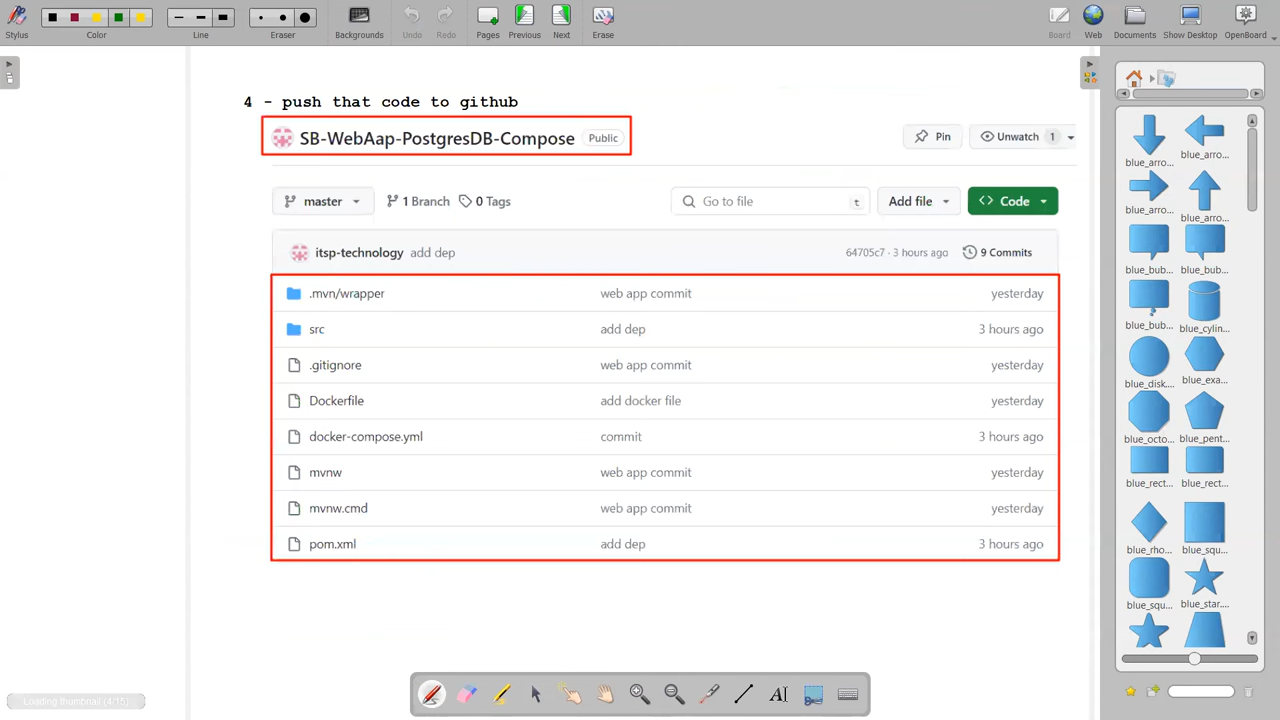 Stylus
Color
Line
Eraser
Backgrounds
Undo
Redo
Pages
Previous
Next
Erase
Board
Web
Documents
Show Desktop
OpenBoard
4 - push that code to github
SB-WebAap-PostgresDB-Compose Public
Pin
Unwatch 1
master
1 Branch
0 Tags
Go to file t
Add file
Code
itsp-technology add dep 64705c7 · 3 hours ago 9 Commits
.mvn/wrapper web app commit yesterday
src add dep 3 hours ago
.gitignore web app commit yesterday
Dockerfile add docker file yesterday
docker-compose.yml commit 3 hours ago
mvnw web app commit yesterday
mvnw.cmd web app commit yesterday
pom.xml add dep 3 hours ago
blue_arro... blue_arro...
blue_arro... blue_arro...
blue_bub... blue_bub...
blue_bub... blue_cylin...
blue_disk.... blue_exa...
blue_octo... blue_pent...
blue_rect... blue_rect...
blue_rho... blue_squ...
blue_squ... blue_star....
Loading thumbnail (4/15)
AI